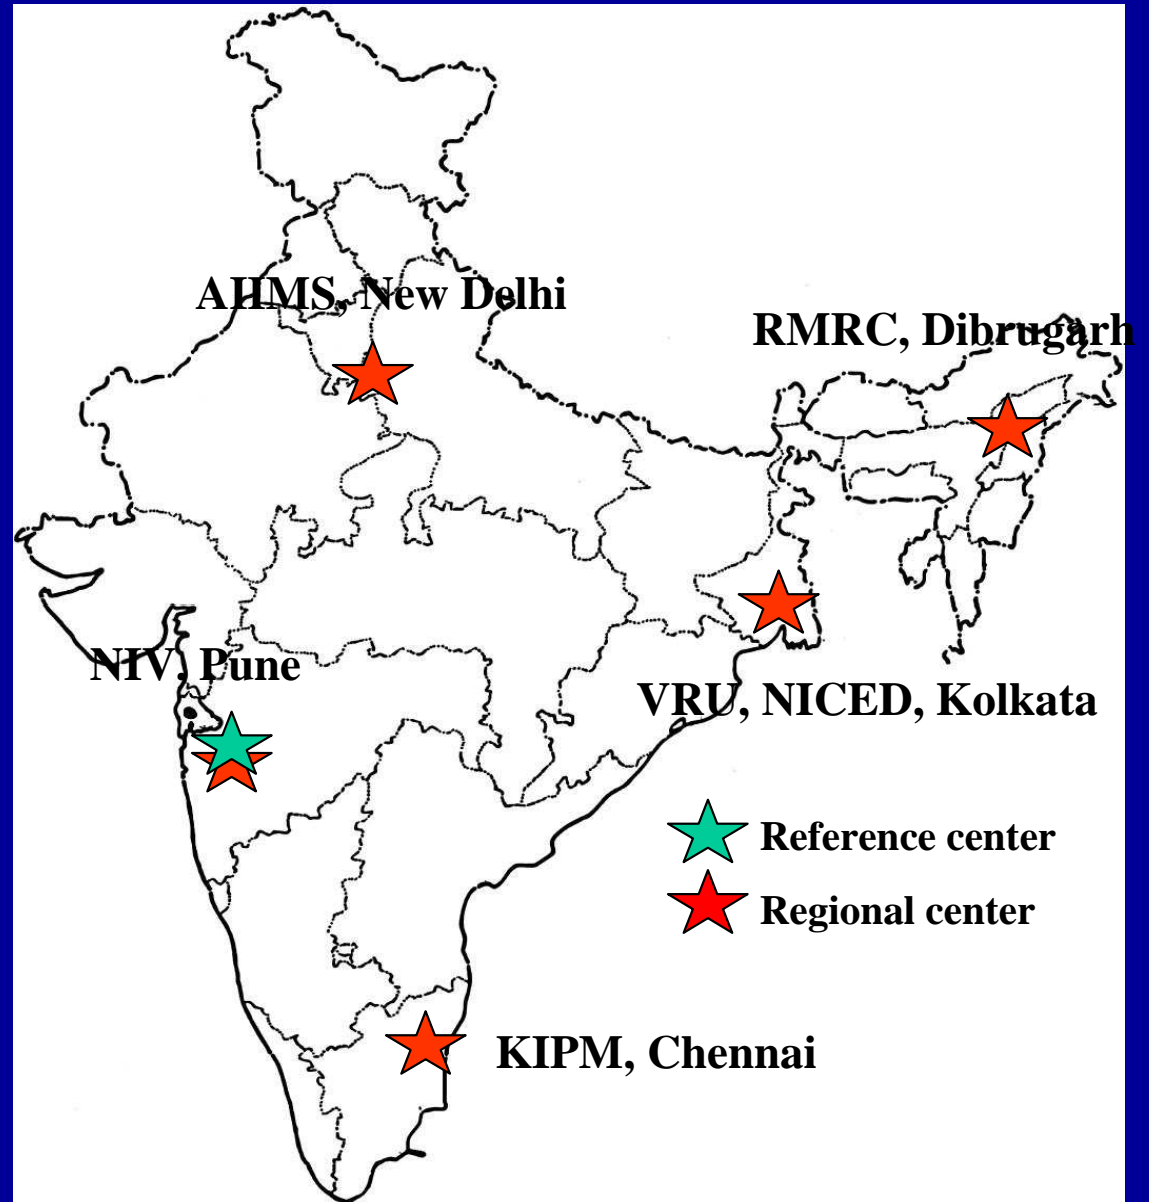 AIIMS, New Delhi
RMRC, Dibrugarh
NIV, Pune
VRU, NICED, Kolkata
Reference center
Regional center
KIPM, Chennai